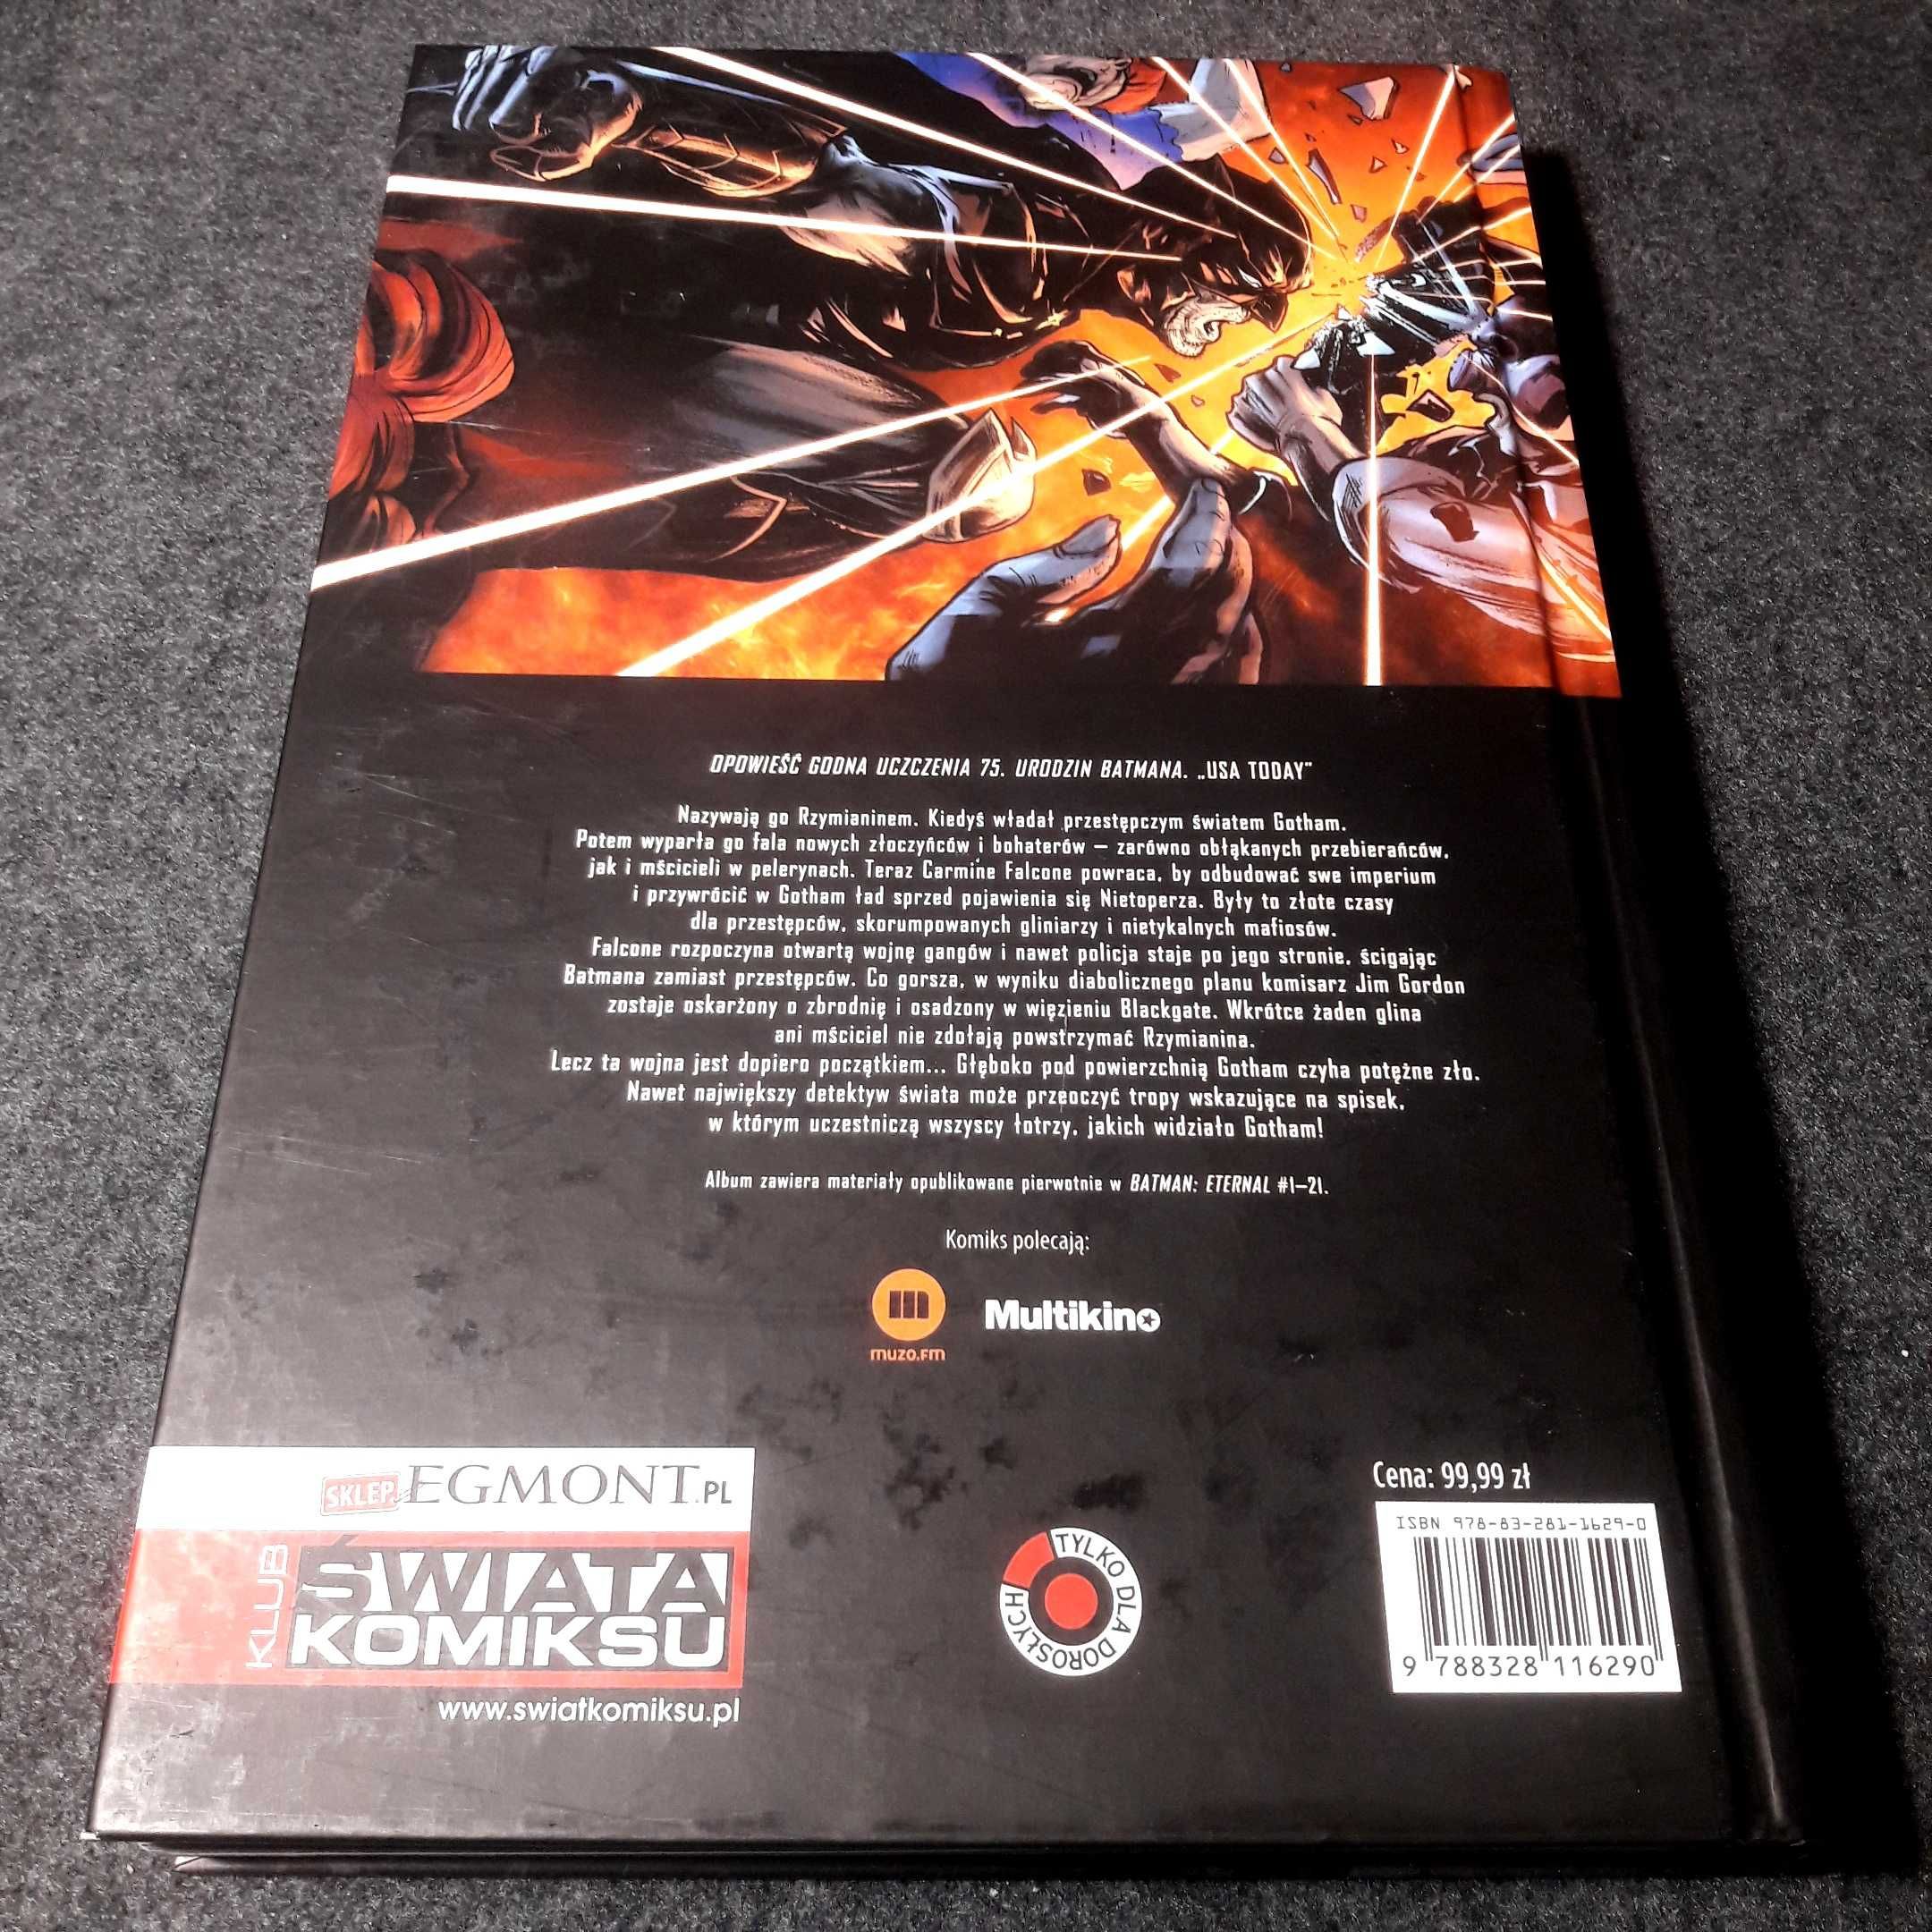 OPOWIEŚĆ GODNA UCZCZENIA 75. URODZIN BATMANA. „USA TODAY"
Nazywają go Rzymianinem. Kiedyś władał przestępczym światem Gotham.
Potem wyparła go fala nowych złoczyńców i bohaterów – zarówno obłąkanych przebierańców,
jak i mścicieli w pelerynach. Teraz Carmine Falcone powraca, by odbudować swe imperium
i przywrócić w Gotham ład sprzed pojawienia się Nietoperza. Były to złote czasy
dla przestępców, skorumpowanych gliniarzy i nietykalnych mafiosów.
Falcone rozpoczyna otwartą wojnę gangów i nawet policja staje po jego stronie, ścigając
Batmana zamiast przestępców. Co gorsza, w wyniku diabolicznego planu komisarz Jim Gordon
zostaje oskarżony o zbrodnię i osadzony w więzieniu Blackgate. Wkrótce żaden glina
ani mściciel nie zdołają powstrzymać Rzymianina.
Lecz ta wojna jest dopiero początkiem... Głęboko pod powierzchnią Gotham czyha potężne zło.
Nawet największy detektyw świata może przeoczyć tropy wskazujące na spisek,
w którym uczestniczą wszyscy łotrzy, jakich widziało Gotham!
Album zawiera materiały opublikowane pierwotnie w BATMAN: ETERNAL #1–21.
Komiks polecają:
muzo.fm
Multikino
SKLEP EGMONT.PL
KLUB
ŚWIATA
KOMIKSU
www.swiatkomiksu.pl
TYLKO DLA DOROSŁYCH
Cena: 99,99 zł
ISBN 978-83-281-1629-0
9 788328 116290